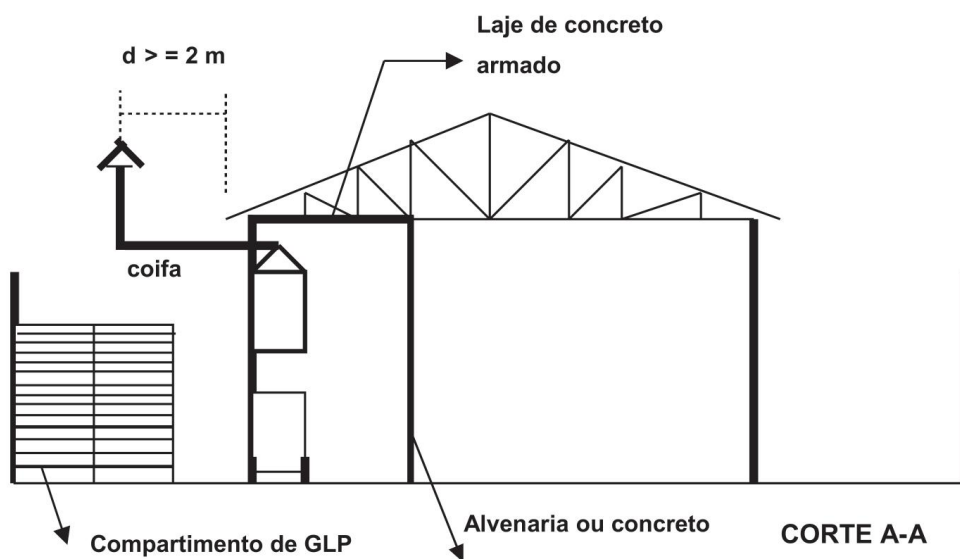 Laje de concreto
armado
d > = 2 m
coifa
Compartimento de GLP
Alvenaria ou concreto
CORTE A-A